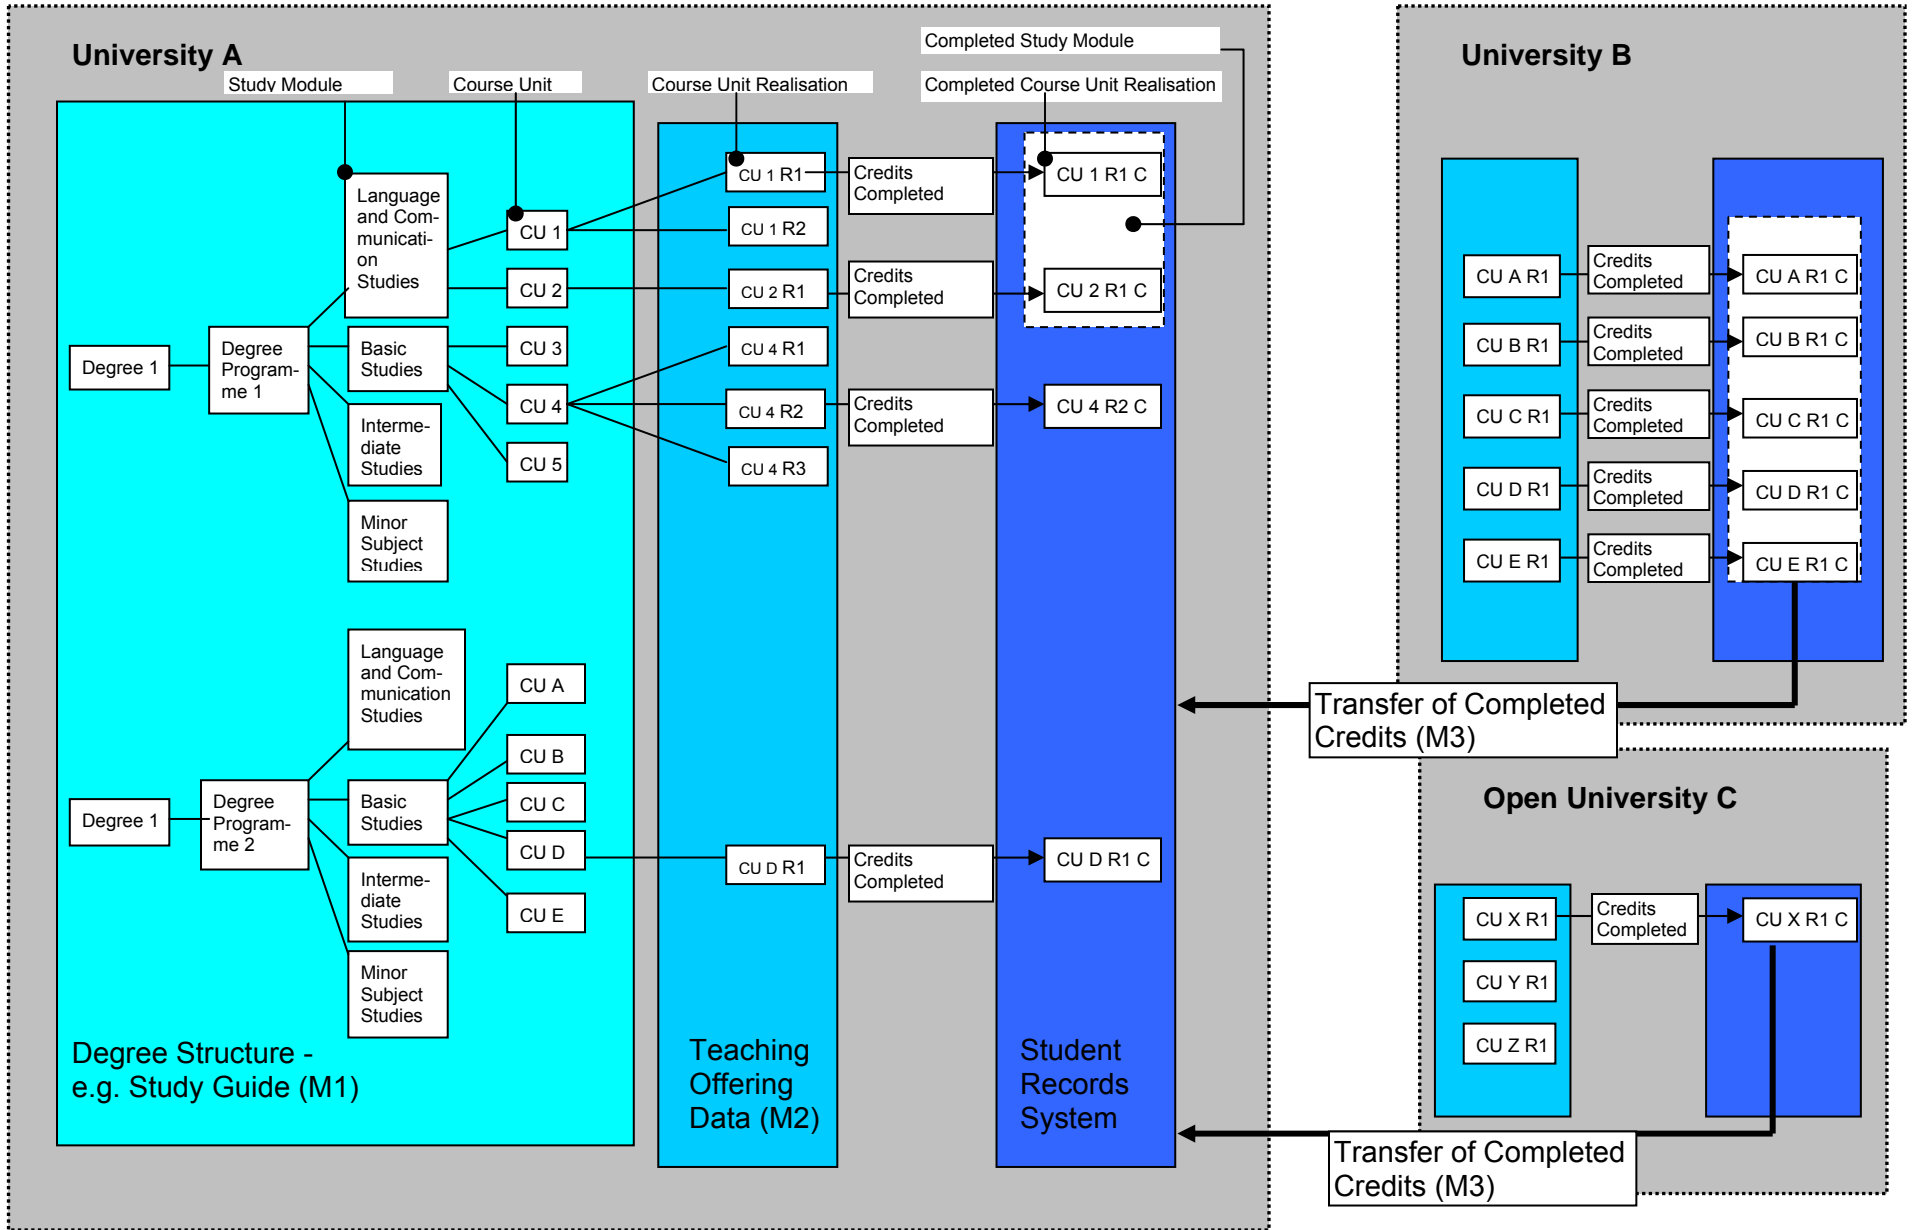 University A
Study Module
Course Unit
Course Unit Realisation
Completed Study Module
Completed Course Unit Realisation
Degree 1
Degree
Program-
me 1
Language
and Com-
municati-
on
Studies
Basic
Studies
Interme-
diate
Studies
Minor
Subject
Studies
CU 1
CU 2
CU 3
CU 4
CU 5
Degree 1
Degree
Program-
me 2
Language
and Com-
munication
Studies
Basic
Studies
Interme-
diate
Studies
Minor
Subject
Studies
CU A
CU B
CU C
CU D
CU E
Degree Structure -
e.g. Study Guide (M1)
CU 1 R1
CU 1 R2
CU 2 R1
CU 4 R1
CU 4 R2
CU 4 R3
CU D R1
Teaching
Offering
Data (M2)
Credits
Completed
Credits
Completed
Credits
Completed
Credits
Completed
CU 1 R1 C
CU 2 R1 C
CU 4 R2 C
CU D R1 C
Student
Records
System
University B
CU A R1
Credits
Completed
CU A R1 C
CU B R1
Credits
Completed
CU B R1 C
CU C R1
Credits
Completed
CU C R1 C
CU D R1
Credits
Completed
CU D R1 C
CU E R1
Credits
Completed
CU E R1 C
Transfer of Completed
Credits (M3)
Open University C
CU X R1
Credits
Completed
CU X R1 C
CU Y R1
CU Z R1
Transfer of Completed
Credits (M3)